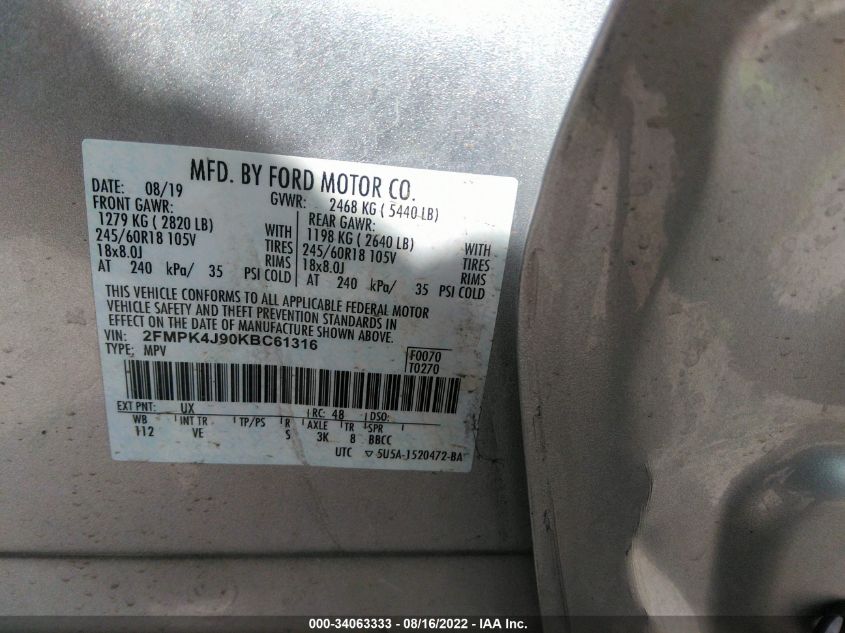 MFD. BY FORD MOTOR CO.
DATE: 08/19 GVWR: 2468 KG ( 5440 LB)
FRONT GAWR: REAR GAWR:
1279 KG ( 2820 LB) WITH 1198 KG ( 2640 LB) WITH
245/60R18 105V TIRES 245/60R18 105V TIRES
18x8.0J RIMS 18x8.0J RIMS
AT 240 kPa/ 35 PSI COLD AT 240 kPa/ 35 PSI COLD
THIS VEHICLE CONFORMS TO ALL APPLICABLE FEDERAL MOTOR
VEHICLE SAFETY AND THEFT PREVENTION STANDARDS IN
EFFECT ON THE DATE OF MANUFACTURE SHOWN ABOVE.
VIN: 2FMPK4J90KBC61316 F0070
TYPE: MPV T0270
EXT PNT: UX RC: 48 DSO:
WB INT TR TP/PS R AXLE TR SPR
112 VE S 3K 8 BBCC
UTC ▽ 5U5A-1520472-BA
000-34063333 - 08/16/2022 - IAA Inc.